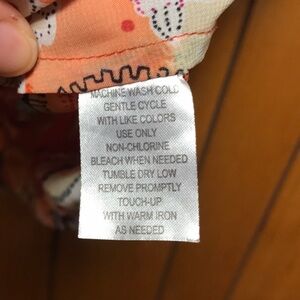 MACHINE WASH COLD
GENTLE CYCLE
WITH LIKE COLORS
USE ONLY
NON-CHLORINE
BLEACH WHEN NEEDED
TUMBLE DRY LOW
REMOVE PROMPTLY
TOUCH-UP
WITH WARM IRON
AS NEEDED